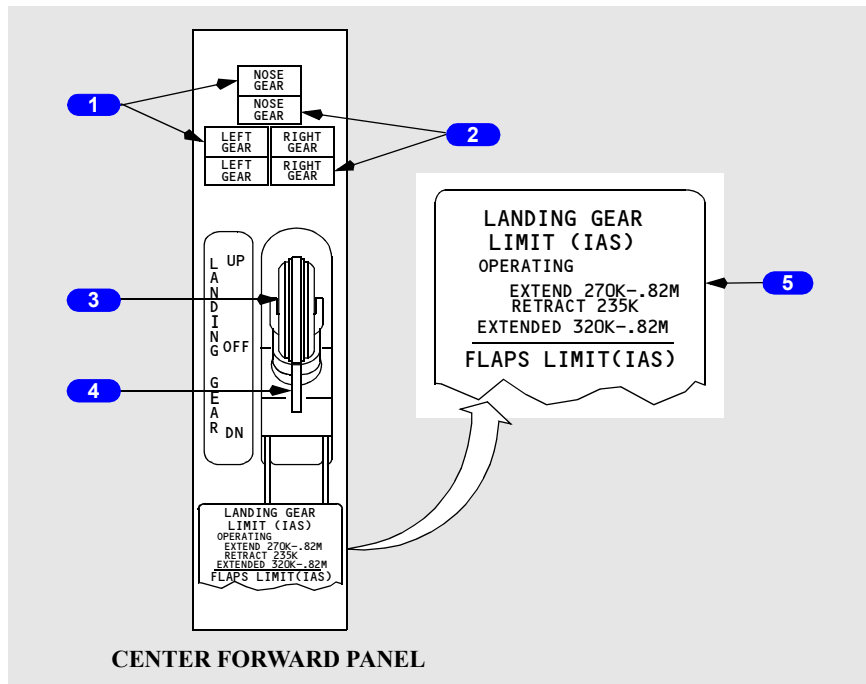 NOSE
GEAR
NOSE
GEAR
1
2
LEFT
GEAR
RIGHT
GEAR
LEFT
GEAR
RIGHT
GEAR
LANDING GEAR
UP
OFF
DN
3
4
LANDING GEAR
LIMIT (IAS)
OPERATING
EXTEND 270K-.82M
RETRACT 235K
EXTENDED 320K-.82M
FLAPS LIMIT(IAS)
5
LANDING GEAR
LIMIT (IAS)
OPERATING
EXTEND 270K-.82M
RETRACT 235K
EXTENDED 320K-.82M
FLAPS LIMIT(IAS)
CENTER FORWARD PANEL